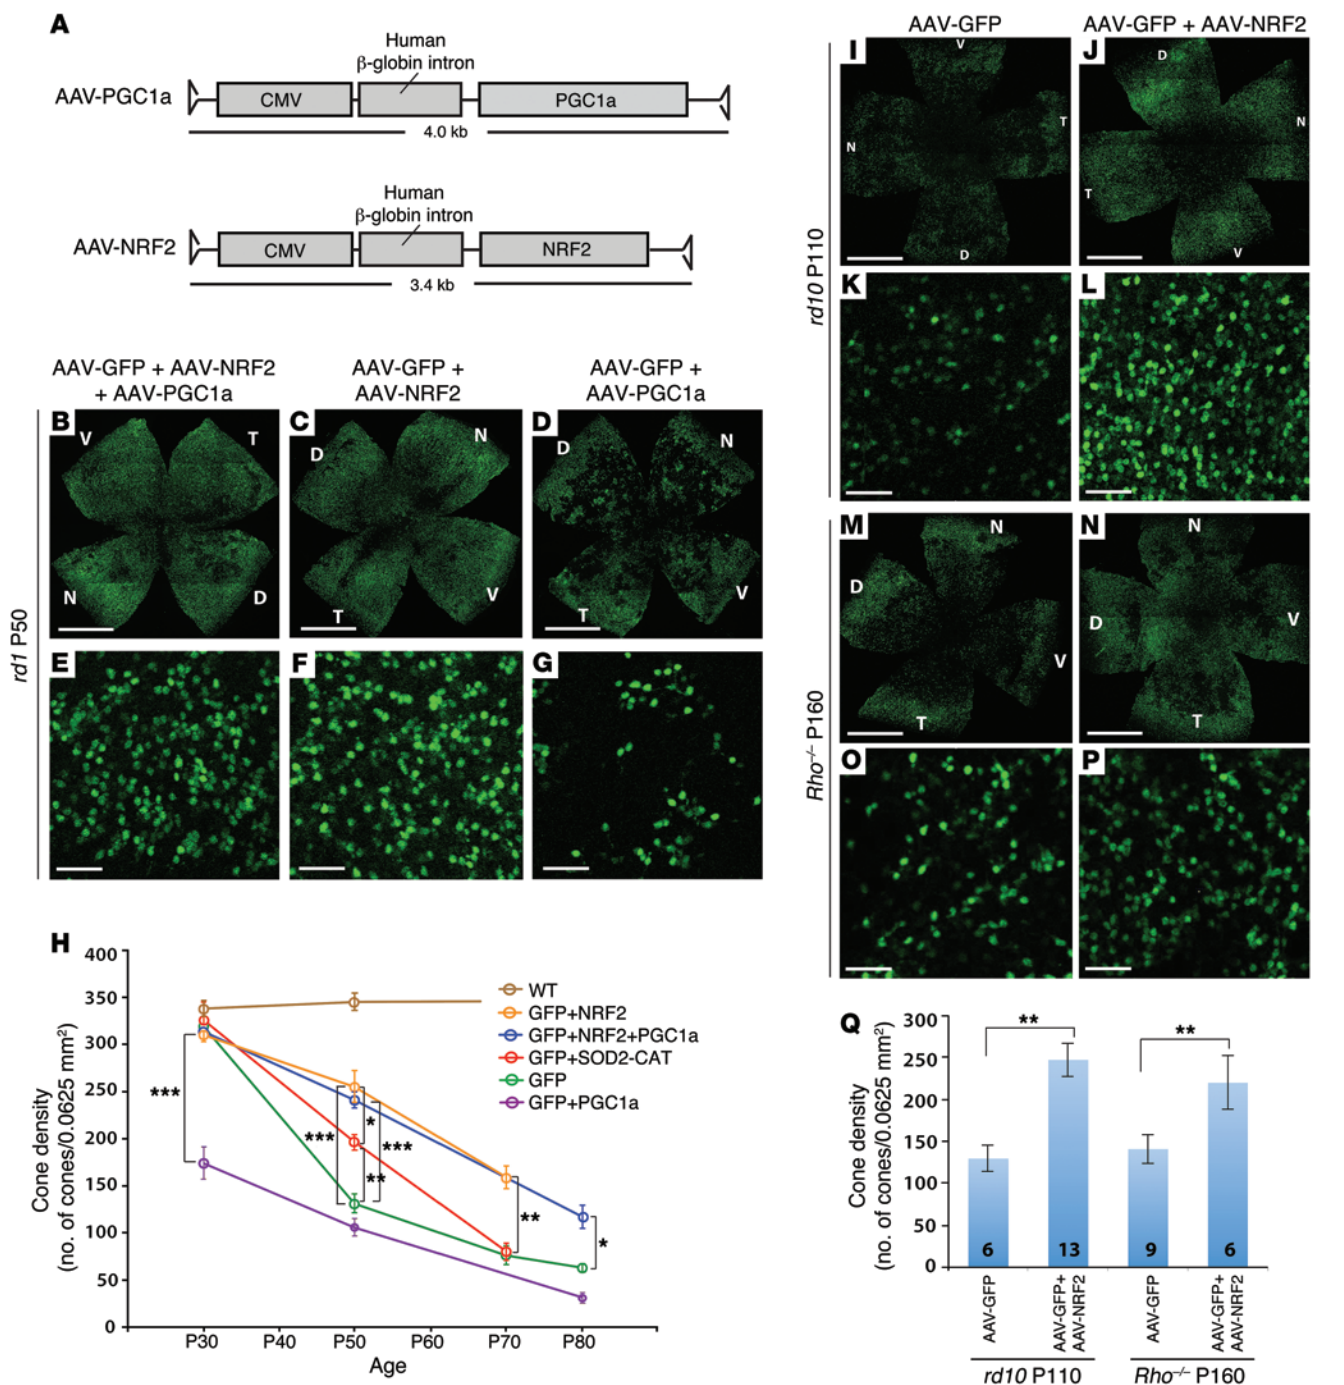 A
Human
β-globin intron
AAV-PGC1a
CMV
PGC1a
4.0 kb
Human
β-globin intron
AAV-NRF2
CMV
NRF2
3.4 kb
AAV-GFP + AAV-NRF2
+ AAV-PGC1a
AAV-GFP +
AAV-NRF2
AAV-GFP +
AAV-PGC1a
rd1 P50
B
V
T
N
D
C
D
N
T
V
D
D
N
T
V
E
F
G
H
400
350
300
250
200
150
100
50
0
Cone density
(no. of cones/0.0625 mm²)
P30
P40
P50
P60
P70
P80
Age
WT
GFP+NRF2
GFP+NRF2+PGC1a
GFP+SOD2-CAT
GFP
GFP+PGC1a
***
***
*
***
**
**
*
AAV-GFP
AAV-GFP + AAV-NRF2
rd10 P110
I
V
T
N
D
J
D
N
T
V
K
L
Rho–/– P160
M
N
D
V
T
N
N
D
V
T
O
P
Q
300
250
200
150
100
50
0
Cone density
(no. of cones/0.0625 mm²)
**
**
6
13
9
6
AAV-GFP
AAV-GFP+
AAV-NRF2
AAV-GFP
AAV-GFP+
AAV-NRF2
rd10 P110
Rho–/– P160